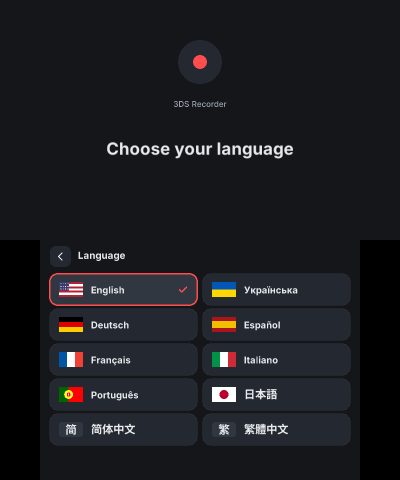 3DS Recorder
Choose your language
Language
English
Українська
Deutsch
Español
Français
Italiano
Português
日本語
简 简体中文
繁 繁體中文